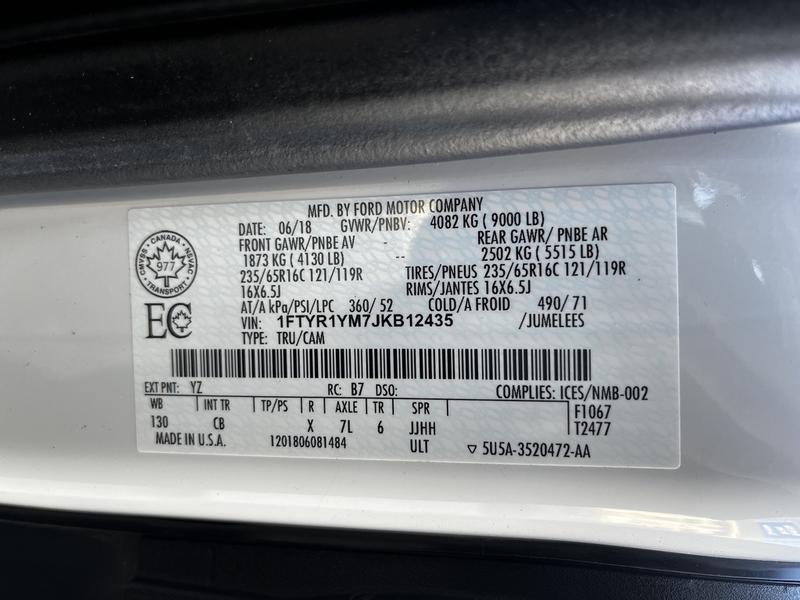 MFD. BY FORD MOTOR COMPANY
DATE: 06/18 GVWR/PNBV: 4082 KG ( 9000 LB)
FRONT GAWR/PNBE AV - REAR GAWR/ PNBE AR
1873 KG ( 4130 LB) -- 2502 KG ( 5515 LB)
235/65R16C 121/119R TIRES/PNEUS 235/65R16C 121/119R
16X6.5J RIMS/JANTES 16X6.5J
AT/A kPa/PSI/LPC 360/ 52 COLD/A FROID 490/ 71
VIN: 1FTYR1YM7JKB12435 /JUMELEES
TYPE: TRU/CAM
CANADA
SVMAC NSVAC
977
TRANSPORT
EC
EXT PNT: YZ RC: B7 DSO: COMPLIES: ICES/NMB-002
WB INT TR TP/PS R AXLE TR SPR F1067
130 CB X 7L 6 JJHH T2477
MADE IN U.S.A. 1201806081484 ULT ▽ 5U5A-3520472-AA